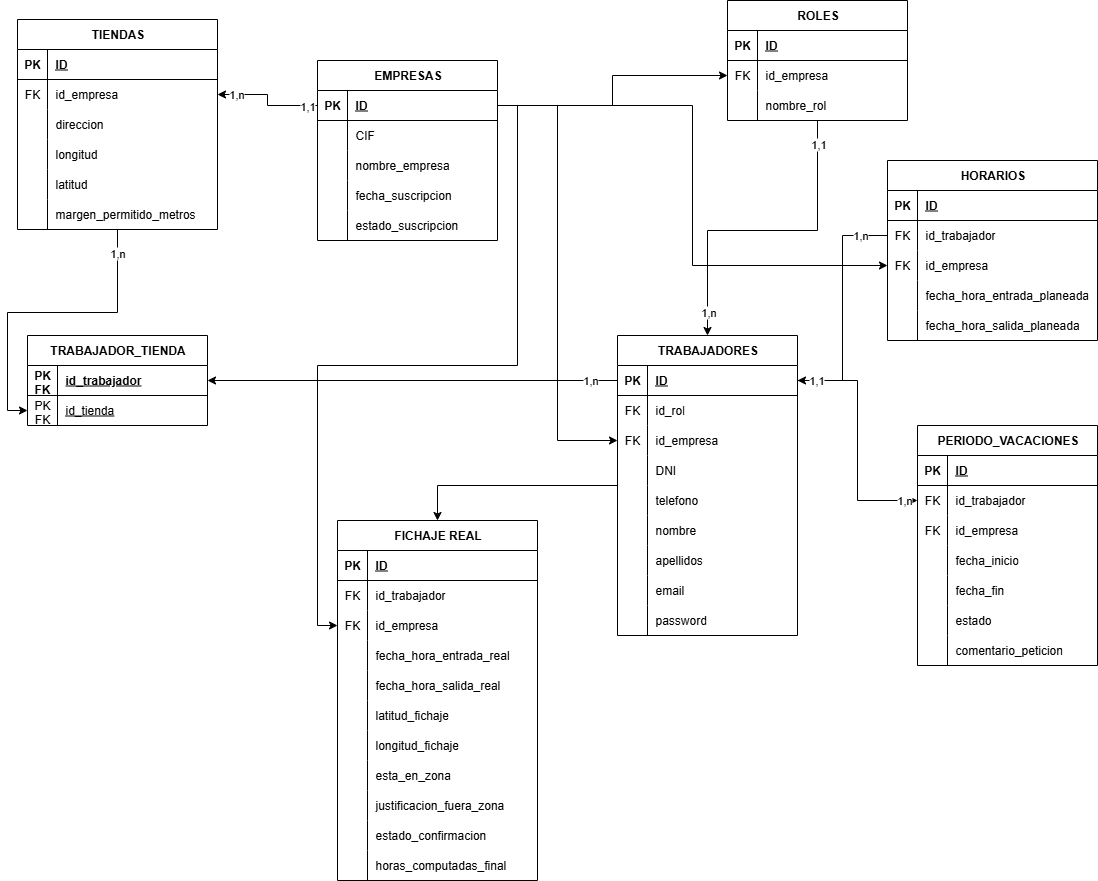 TIENDAS
PK ID
FK id_empresa
direccion
longitud
latitud
margen_permitido_metros
1,n
1,1
1,n
EMPRESAS
PK ID
CIF
nombre_empresa
fecha_suscripcion
estado_suscripcion
ROLES
PK ID
FK id_empresa
nombre_rol
1,1
1,n
HORARIOS
PK ID
FK id_trabajador
FK id_empresa
fecha_hora_entrada_planeada
fecha_hora_salida_planeada
1,n
TRABAJADOR_TIENDA
PK
FK id_trabajador
PK
FK id_tienda
1,n
TRABAJADORES
PK ID
FK id_rol
FK id_empresa
DNI
telefono
nombre
apellidos
email
password
1,1
1,n
PERIODO_VACACIONES
PK ID
FK id_trabajador
FK id_empresa
fecha_inicio
fecha_fin
estado
comentario_peticion
FICHAJE REAL
PK ID
FK id_trabajador
FK id_empresa
fecha_hora_entrada_real
fecha_hora_salida_real
latitud_fichaje
longitud_fichaje
esta_en_zona
justificacion_fuera_zona
estado_confirmacion
horas_computadas_final